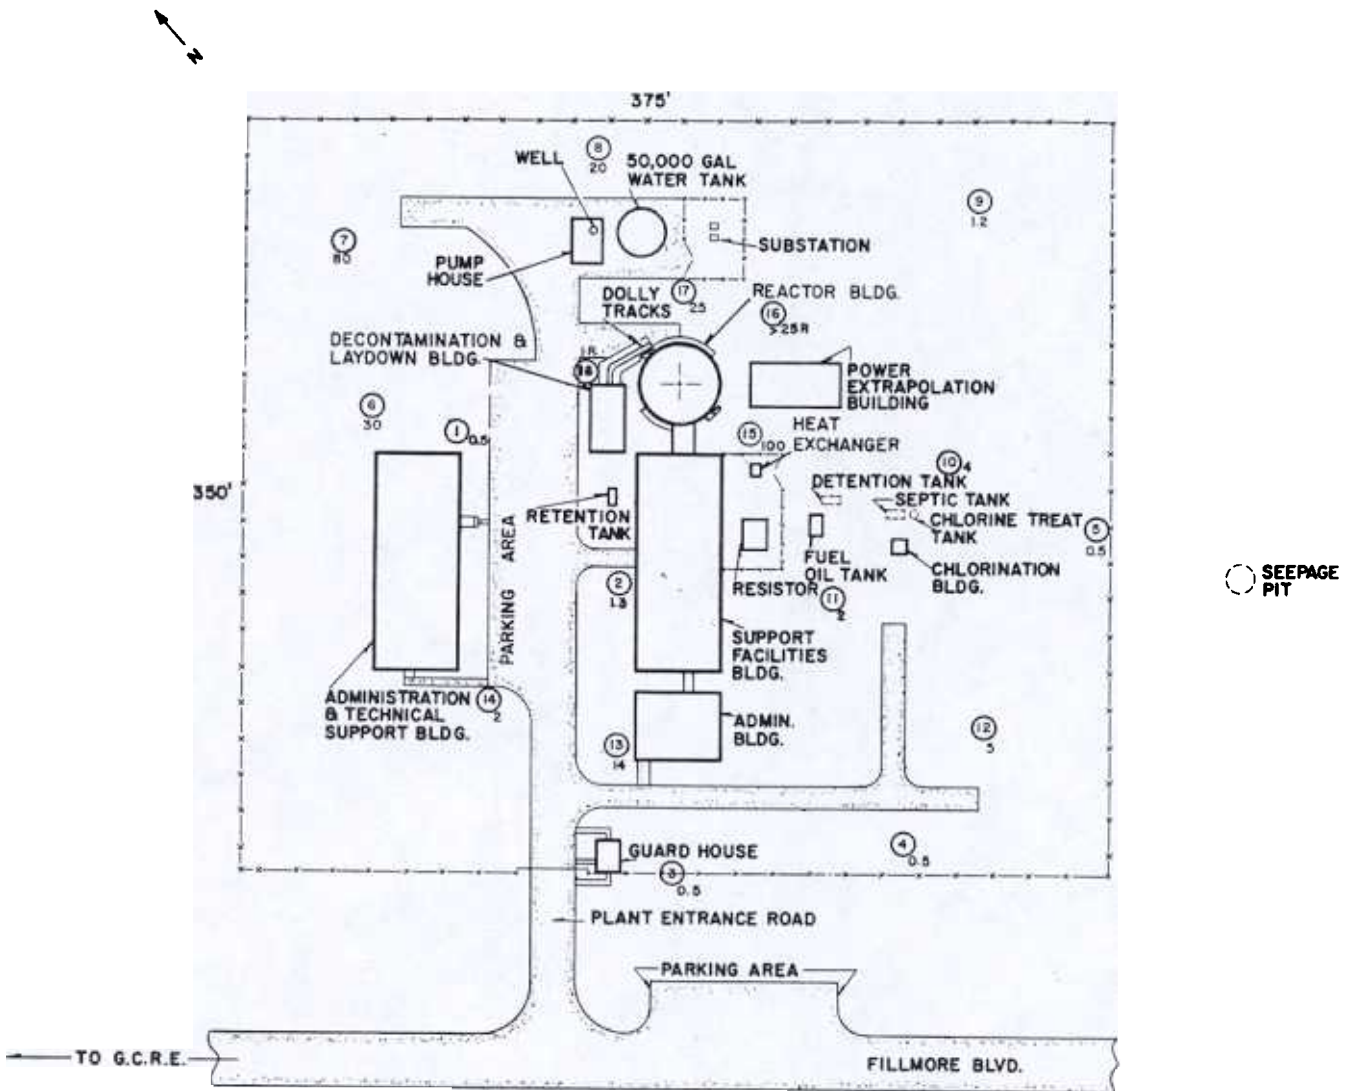 N
375'
WELL
8
20
50,000 GAL
WATER TANK
9
1.2
7
80
SUBSTATION
PUMP
HOUSE
DOLLY
TRACKS
17
25
REACTOR BLDG.
16
>25R
DECONTAMINATION &
LAYDOWN BLDG.
1R
POWER
EXTRAPOLATION
BUILDING
6
30
1
0.5
15
100
HEAT
EXCHANGER
10
4
DETENTION TANK
SEPTIC TANK
350'
RETENTION
TANK
PARKING AREA
CHLORINE TREAT
TANK
5
0.5
FUEL
OIL TANK
CHLORINATION
BLDG.
SEEPAGE
PIT
2
1.3
RESISTOR
11
2
SUPPORT
FACILITIES
BLDG.
ADMINISTRATION
& TECHNICAL
SUPPORT BLDG.
14
2
ADMIN.
BLDG.
12
5
13
14
GUARD HOUSE
3
0.5
4
0.5
PLANT ENTRANCE ROAD
PARKING AREA
TO G.C.R.E.
FILLMORE BLVD.